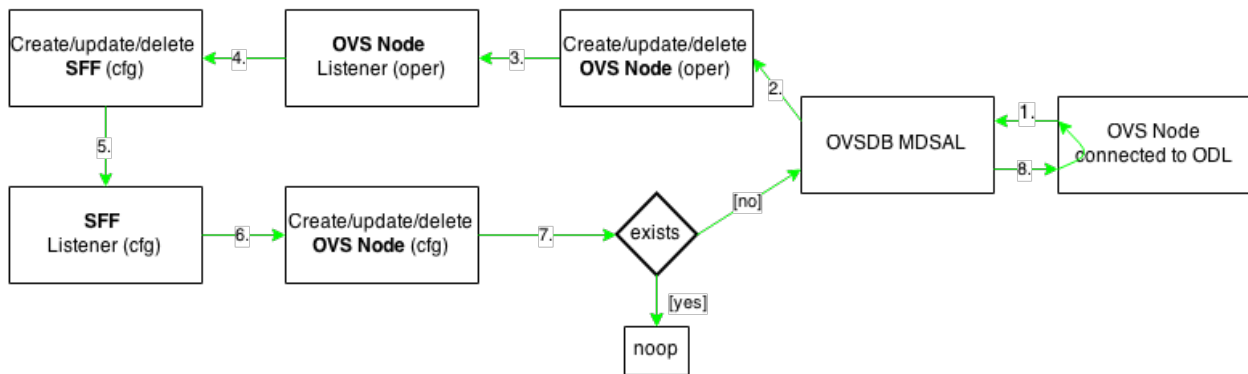 Create/update/delete
SFF (cfg)
4.
OVS Node
Listener (oper)
3.
Create/update/delete
OVS Node (oper)
2.
OVSDB MDSAL
1.
8.
OVS Node
connected to ODL
5.
SFF
Listener (cfg)
6.
Create/update/delete
OVS Node (cfg)
7.
exists
[no]
[yes]
noop